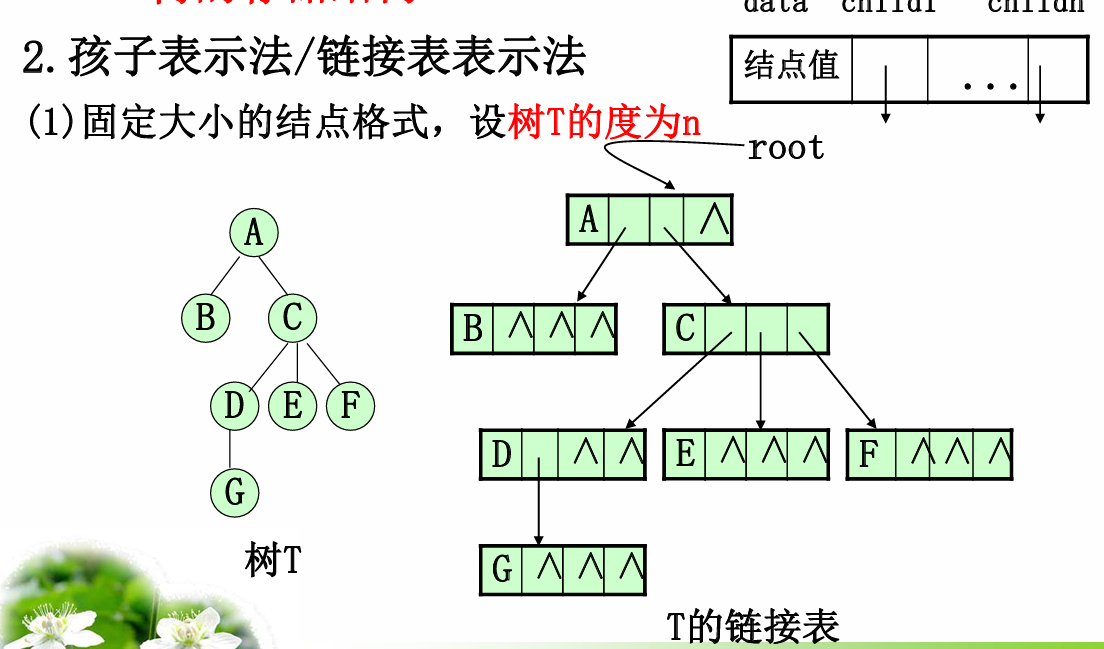 data child1 childn
2.孩子表示法/链接表表示法
结点值 ...
(1)固定大小的结点格式，设树T的度为n
root
A
A ∧
B C
B ∧ ∧ ∧
C
D E F
D ∧ ∧
E ∧ ∧ ∧
F ∧ ∧ ∧
G
G ∧ ∧ ∧
树T
T的链接表